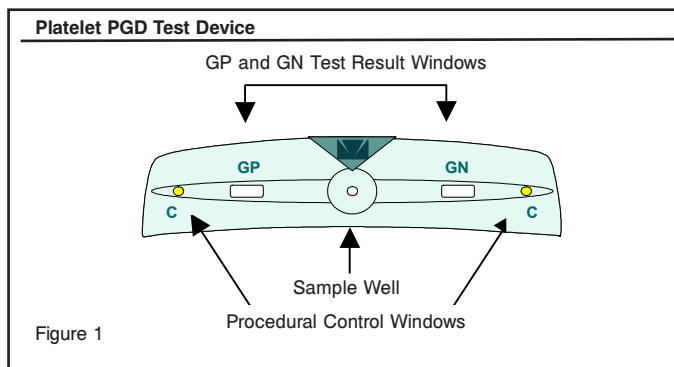 Platelet PGD Test Device
GP and GN Test Result Windows
GP
GN
C
C
Sample Well
Procedural Control Windows
Figure 1